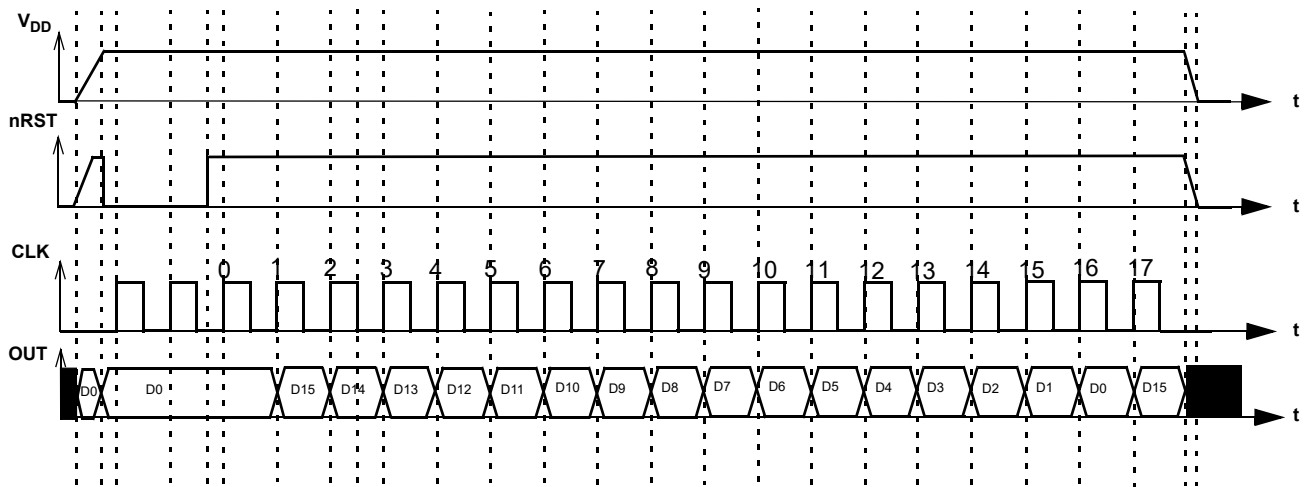 VDD
t
nRST
t
CLK
0 1 2 3 4 5 6 7 8 9 10 11 12 13 14 15 16 17
t
OUT
D0 D0 D15 D14 D13 D12 D11 D10 D9 D8 D7 D6 D5 D4 D3 D2 D1 D0 D15
t